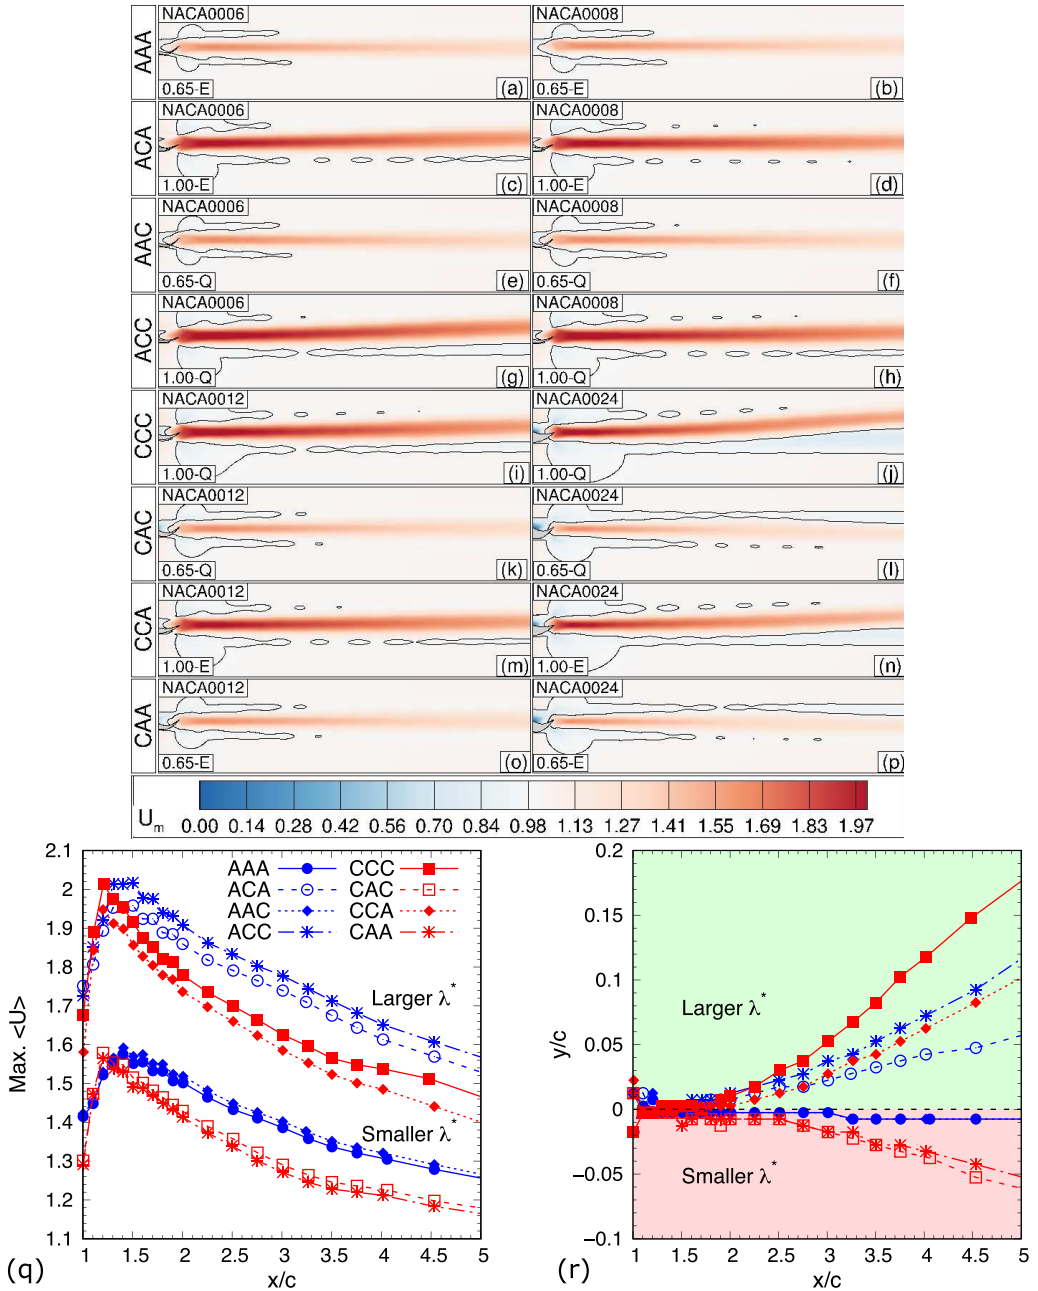 AAA
NACA0006
0.65-E
(a)
NACA0008
0.65-E
(b)
ACA
NACA0006
1.00-E
(c)
NACA0008
1.00-E
(d)
AAC
NACA0006
0.65-Q
(e)
NACA0008
0.65-Q
(f)
ACC
NACA0006
1.00-Q
(g)
NACA0008
1.00-Q
(h)
CCC
NACA0012
1.00-Q
(i)
NACA0024
1.00-Q
(j)
CAC
NACA0012
0.65-Q
(k)
NACA0024
0.65-Q
(l)
CCA
NACA0012
1.00-E
(m)
NACA0024
1.00-E
(n)
CAA
NACA0012
0.65-E
(o)
NACA0024
0.65-E
(p)
Um 0.00 0.14 0.28 0.42 0.56 0.70 0.84 0.98 1.13 1.27 1.41 1.55 1.69 1.83 1.97
Max. <U>
2.1
2
1.9
1.8
1.7
1.6
1.5
1.4
1.3
1.2
1.1
AAA CCC
ACA CAC
AAC CCA
ACC CAA
Larger λ*
Smaller λ*
1 1.5 2 2.5 3 3.5 4 4.5 5
x/c
(q)
y/c
0.2
0.15
0.1
0.05
0
−0.05
−0.1
Larger λ*
Smaller λ*
1 1.5 2 2.5 3 3.5 4 4.5 5
x/c
(r)